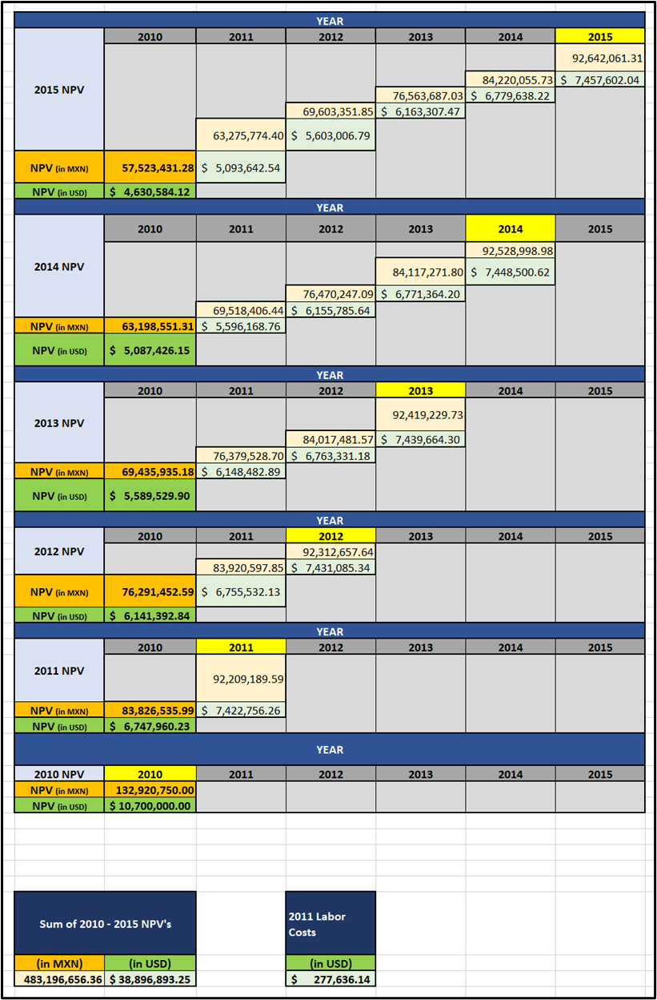 YEAR
2010 2011 2012 2013 2014 2015
92,642,061.31
84,220,055.73 $ 7,457,602.04
2015 NPV
76,563,687.03 $ 6,779,638.22
69,603,351.85 $ 6,163,307.47
63,275,774.40 $ 5,603,006.79
NPV (in MXN) 57,523,431.28 $ 5,093,642.54
NPV (in USD) $ 4,630,584.12
YEAR
2010 2011 2012 2013 2014 2015
92,528,998.98
2014 NPV
84,117,271.80 $ 7,448,500.62
76,470,247.09 $ 6,771,364.20
69,518,406.44 $ 6,155,785.64
NPV (in MXN) 63,198,551.31 $ 5,596,168.76
NPV (in USD) $ 5,087,426.15
YEAR
2010 2011 2012 2013 2014 2015
92,419,229.73
2013 NPV
84,017,481.57 $ 7,439,664.30
76,379,528.70 $ 6,763,331.18
NPV (in MXN) 69,435,935.18 $ 6,148,482.89
NPV (in USD) $ 5,589,529.90
YEAR
2010 2011 2012 2013 2014 2015
2012 NPV 92,312,657.64
83,920,597.85 $ 7,431,085.34
NPV (in MXN) 76,291,452.59 $ 6,755,532.13
NPV (in USD) $ 6,141,392.84
YEAR
2010 2011 2012 2013 2014 2015
2011 NPV
92,209,189.59
NPV (in MXN) 83,826,535.99 $ 7,422,756.26
NPV (in USD) $ 6,747,960.23
YEAR
2010 NPV 2010 2011 2012 2013 2014 2015
NPV (in MXN) 132,920,750.00
NPV (in USD) $ 10,700,000.00
Sum of 2010 - 2015 NPV's
2011 Labor
Costs
(in MXN) (in USD) (in USD)
483,196,656.36 $ 38,896,893.25 $ 277,636.14